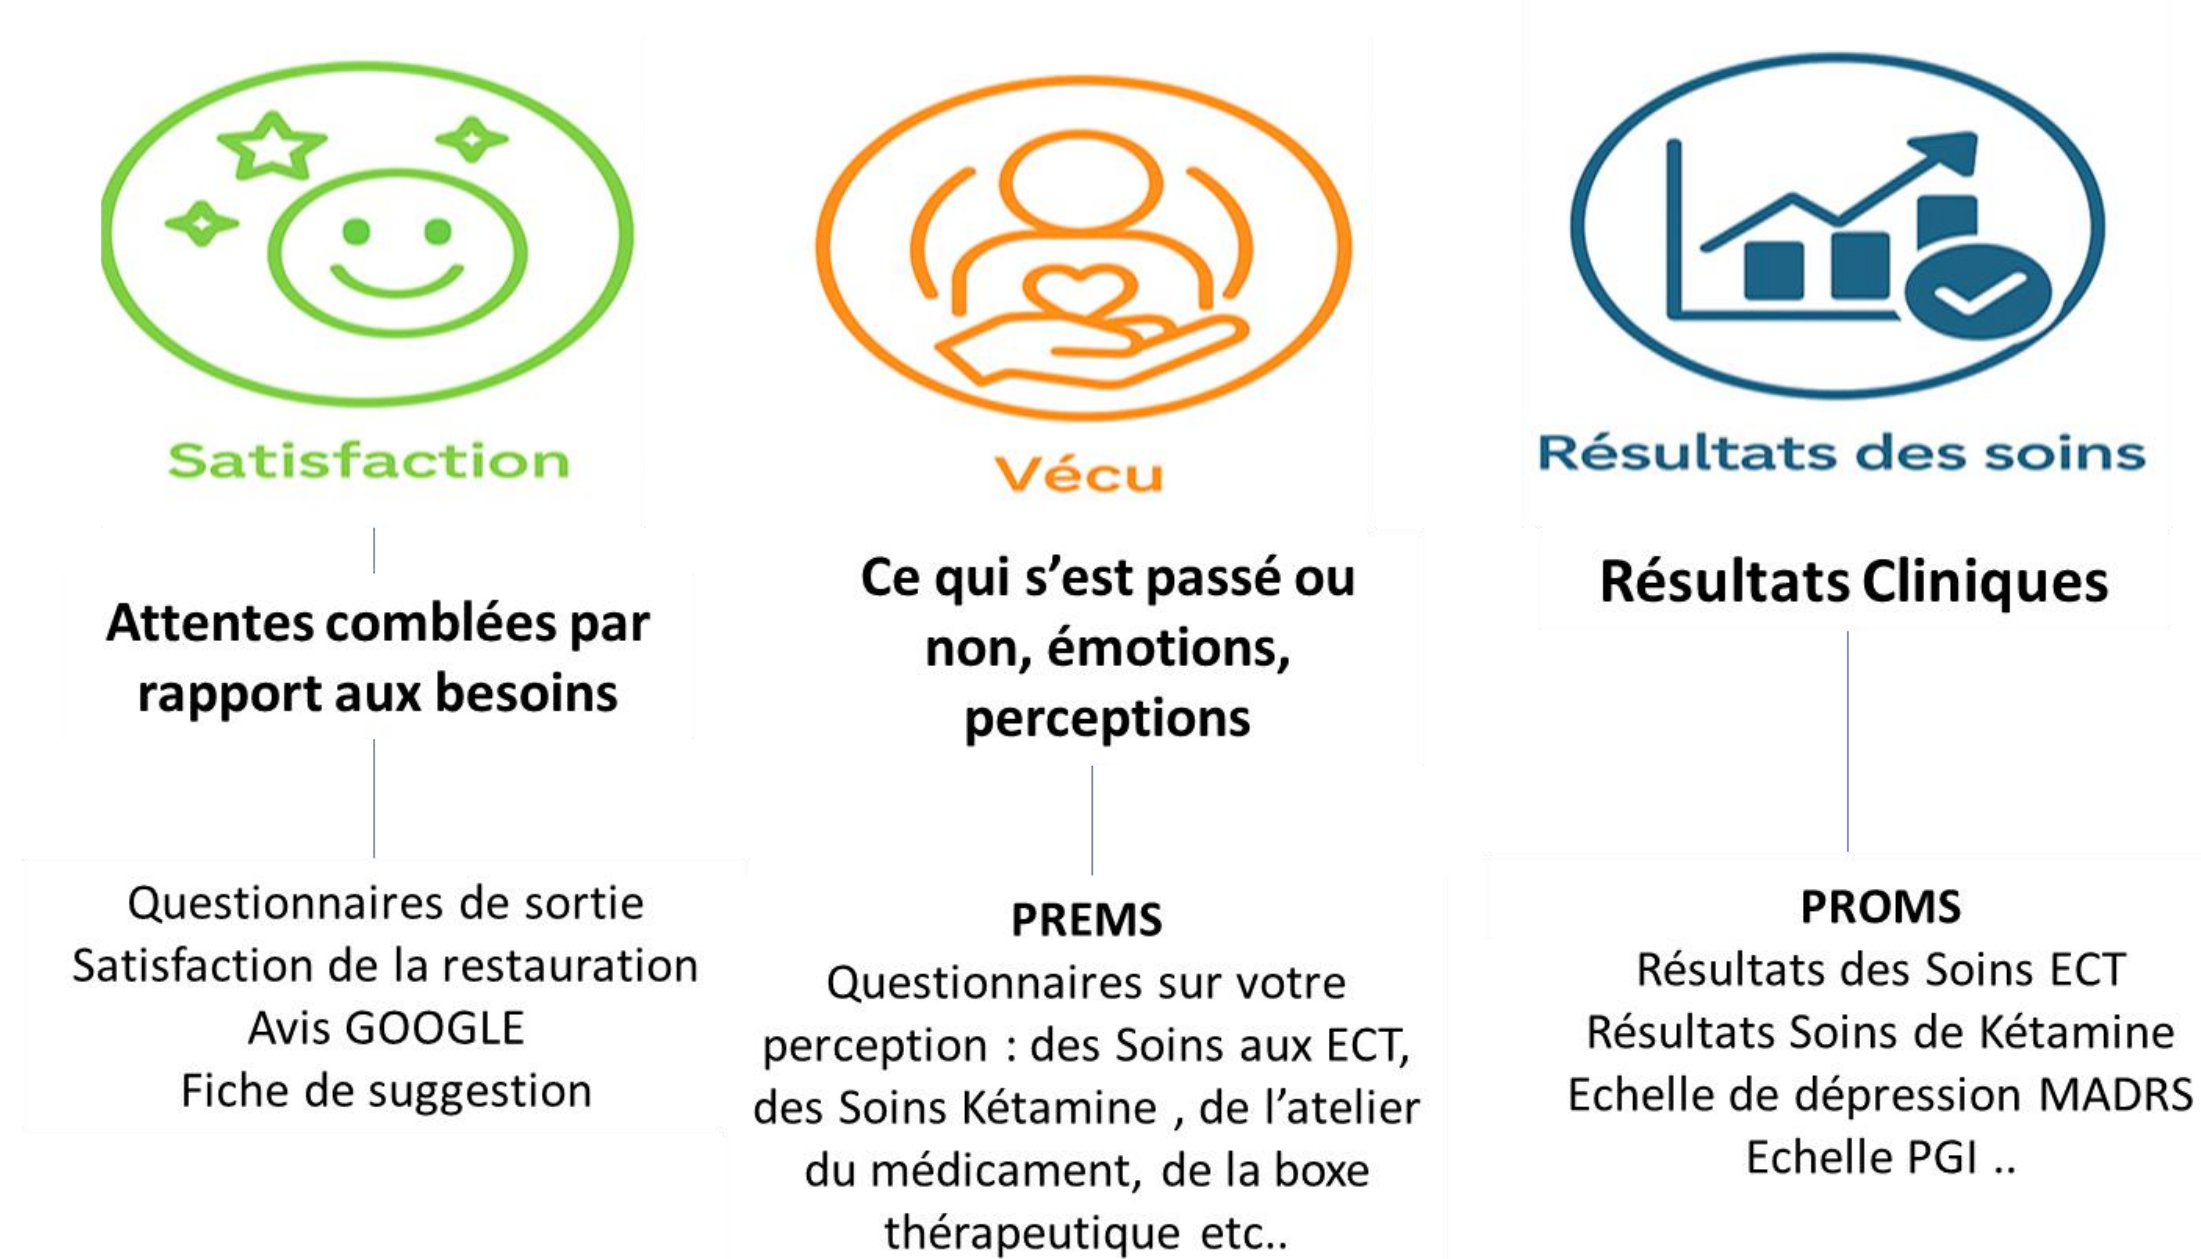 Satisfaction
Attentes comblées par
rapport aux besoins
Questionnaires de sortie
Satisfaction de la restauration
Avis GOOGLE
Fiche de suggestion
Vécu
Ce qui s’est passé ou
non, émotions,
perceptions
PREMS
Questionnaires sur votre
perception : des Soins aux ECT,
des Soins Kétamine , de l’atelier
du médicament, de la boxe
thérapeutique etc..
Résultats des soins
Résultats Cliniques
PROMS
Résultats des Soins ECT
Résultats Soins de Kétamine
Echelle de dépression MADRS
Echelle PGI ..